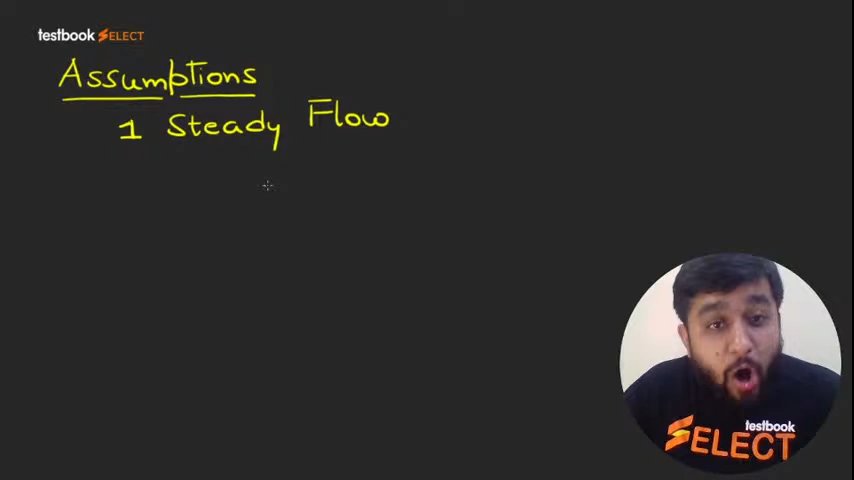 testbook SELECT
Assumptions
1 Steady Flow
testbook
SELECT